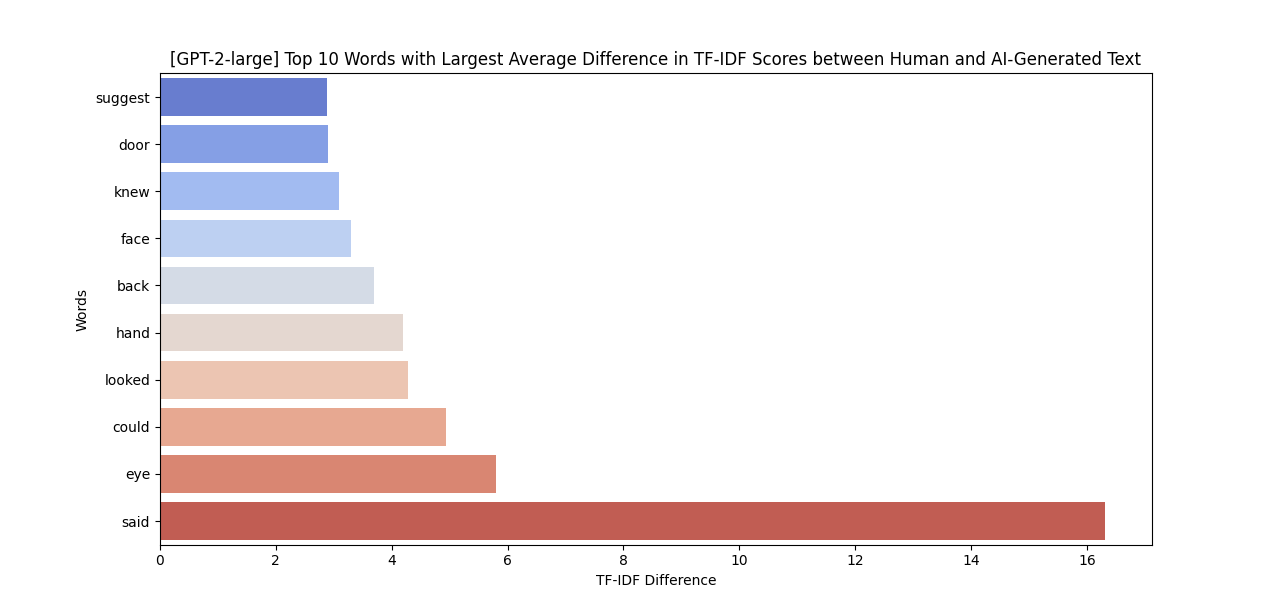 [GPT-2-large] Top 10 Words with Largest Average Difference in TF-IDF Scores between Human and AI-Generated Text
Words
suggest
door
knew
face
back
hand
looked
could
eye
said
0 2 4 6 8 10 12 14 16
TF-IDF Difference